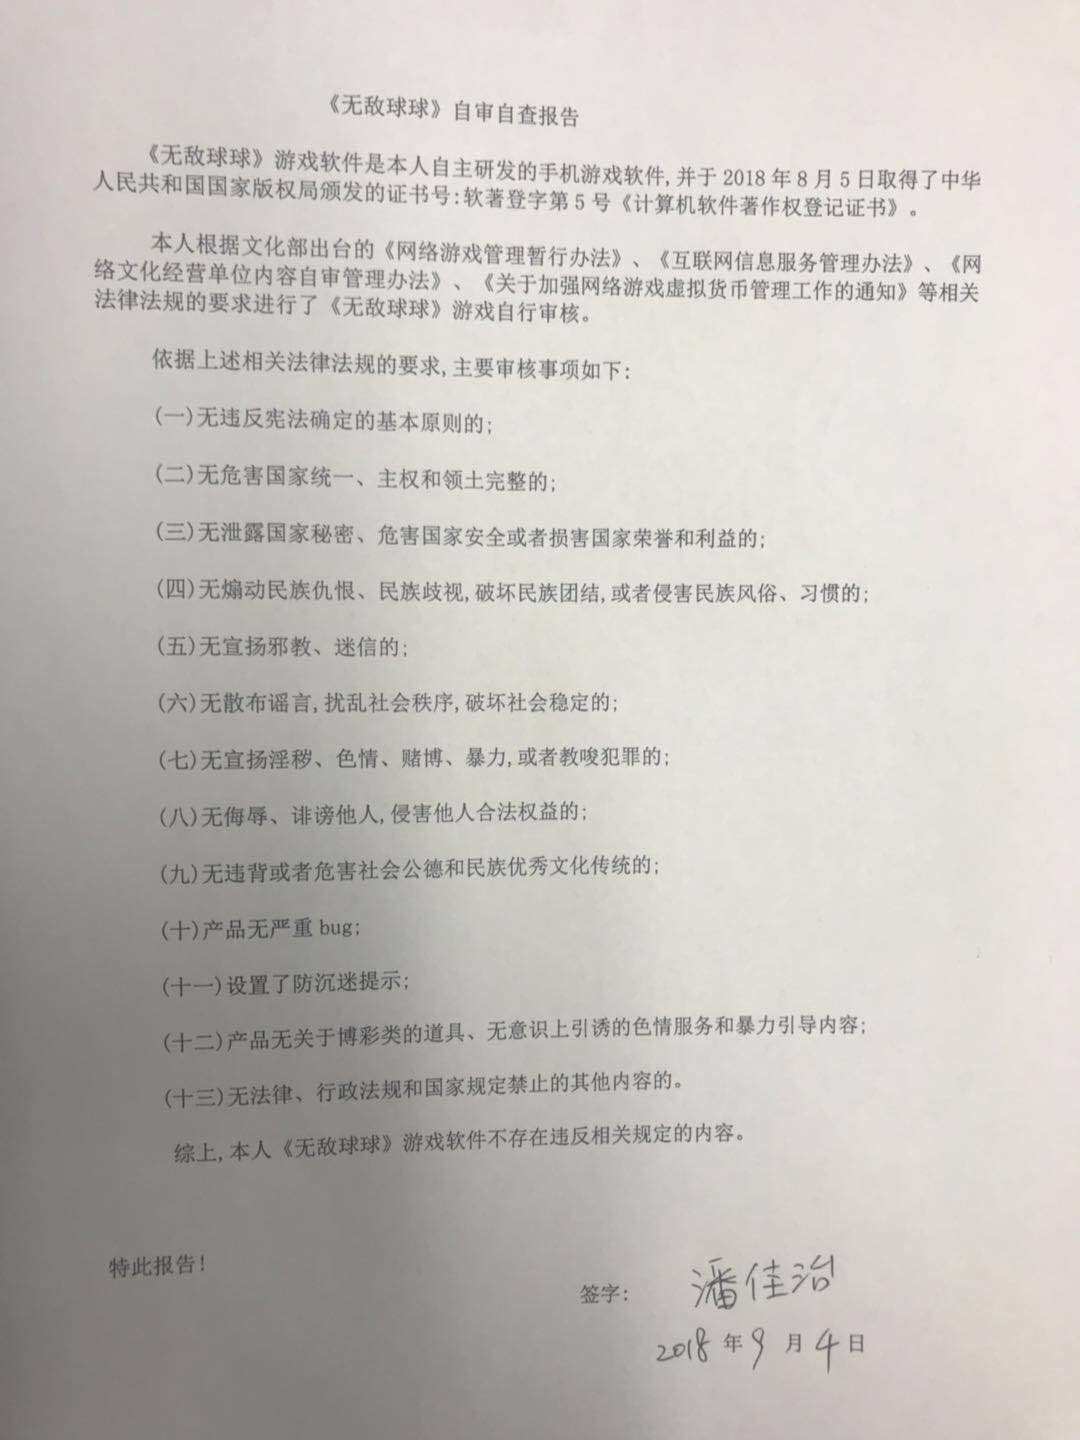 《无敌球球》自审自查报告
《无敌球球》游戏软件是本人自主研发的手机游戏软件,并于2018年8月5日取得了中华
人民共和国国家版权局颁发的证书号:软著登字第5号《计算机软件著作权登记证书》。
本人根据文化部出台的《网络游戏管理暂行办法》、《互联网信息服务管理办法》、《网
络文化经营单位内容自审管理办法》、《关于加强网络游戏虚拟货币管理工作的通知》等相关
法律法规的要求进行了《无敌球球》游戏自行审核。
依据上述相关法律法规的要求,主要审核事项如下:
(一)无违反宪法确定的基本原则的;
(二)无危害国家统一、主权和领土完整的;
(三)无泄露国家秘密、危害国家安全或者损害国家荣誉和利益的;
(四)无煽动民族仇恨、民族歧视,破坏民族团结,或者侵害民族风俗、习惯的;
(五)无宣扬邪教、迷信的;
(六)无散布谣言,扰乱社会秩序,破坏社会稳定的;
(七)无宣扬淫秽、色情、赌博、暴力,或者教唆犯罪的;
(八)无侮辱、诽谤他人,侵害他人合法权益的;
(九)无违背或者危害社会公德和民族优秀文化传统的;
(十)产品无严重bug;
(十一)设置了防沉迷提示;
(十二)产品无关于博彩类的道具、无意识上引诱的色情服务和暴力引导内容;
(十三)无法律、行政法规和国家规定禁止的其他内容的。
综上,本人《无敌球球》游戏软件不存在违反相关规定的内容。
特此报告!
签字: 潘佳治
2018年9月4日